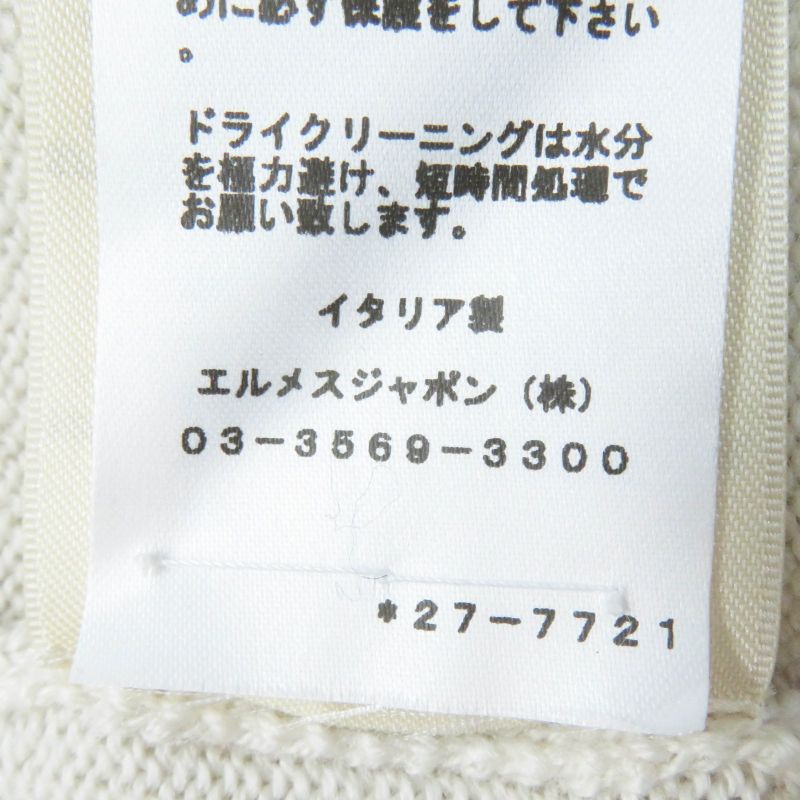 めに必ず保護をして下さい
。
ドライクリーニングは水分
を極力避け、短時間処理で
お願い致します。
イタリア製
エルメスジャポン（株）
03-3569-3300
*27-7721